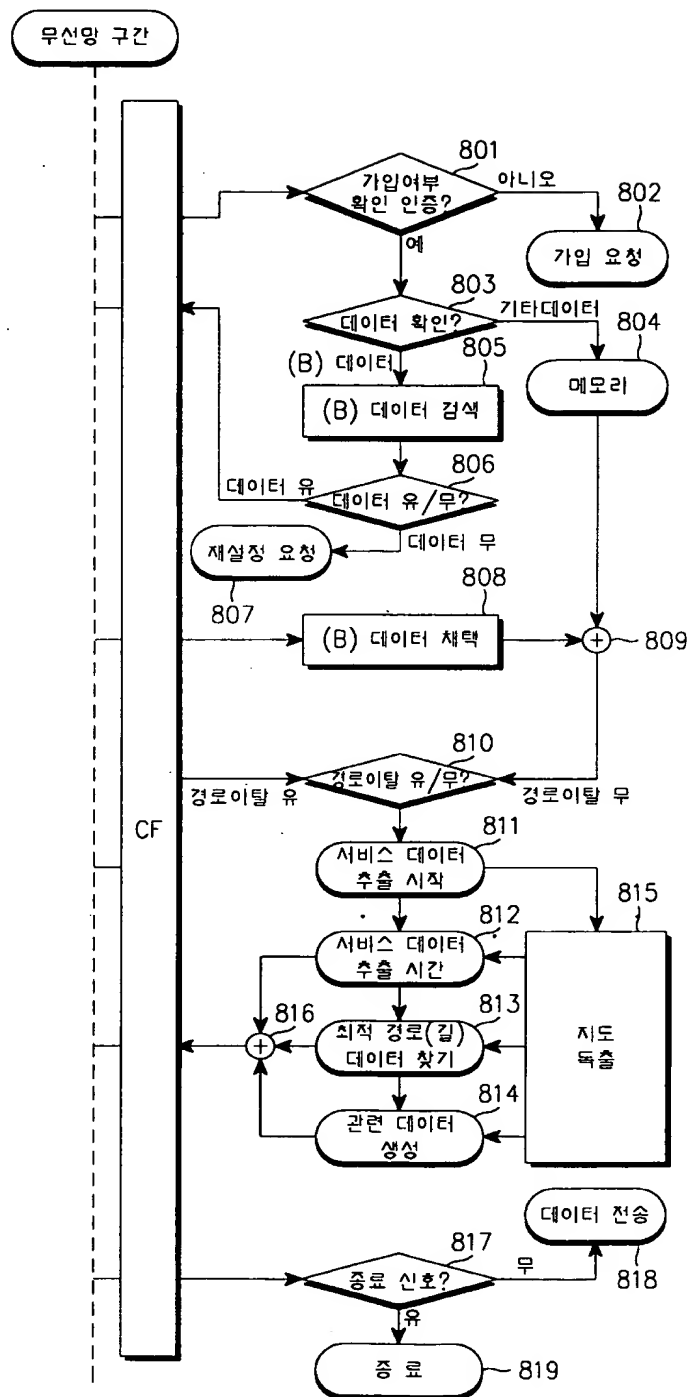 무선망 구간
801
가입여부
확인 인증?
아니오
802
가입 요청
예
803
데이터 확인?
기타데이터
804
메모리
(B) 데이터
805
(B) 데이터 검색
806
데이터 유/무?
데이터 유
데이터 무
재설정 요청
807
808
(B) 데이터 채택
+
809
810
경로이탈 유/무?
경로이탈 유
경로이탈 무
CF
811
서비스 데이터
추출 시작
815
812
서비스 데이터
추출 시간
816
+
813
최적 경로(길)
데이터 찾기
지도
독출
814
관련 데이터
생성
데이터 전송
818
817
종료 신호?
무
유
종료
819